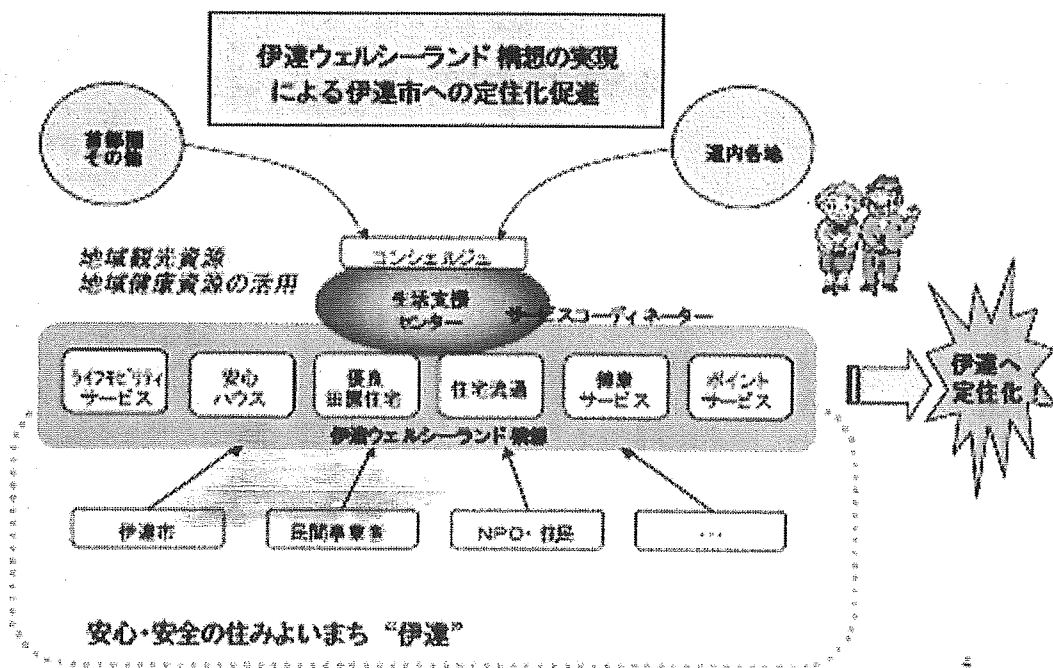 伊達ウェルシーランド構想の実現
による伊達市への定住化促進
首都圏
その他
道内各地
地域観光資源
地域健康資源の活用
コンシェルジュ
生活支援
センター
サービスコーディネーター
ライフモビリティ
サービス
安心
ハウス
優良
田園住宅
住宅流通
健康
サービス
ポイント
サービス
伊達ウェルシーランド構想
伊達へ
定住化!
伊達市
民間事業者
NPO・住民
・・・
安心・安全の住みよいまち “伊達”